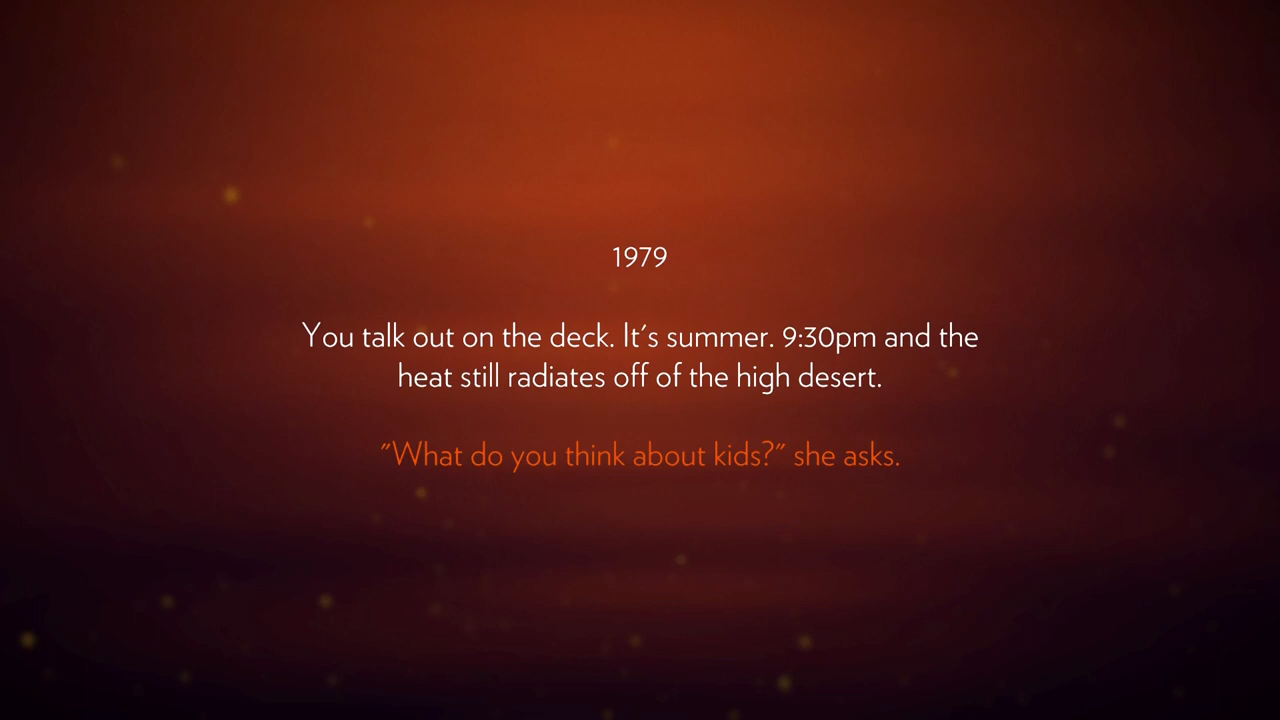 1979
You talk out on the deck. It's summer. 9:30pm and the
heat still radiates off of the high desert.
"What do you think about kids?" she asks.